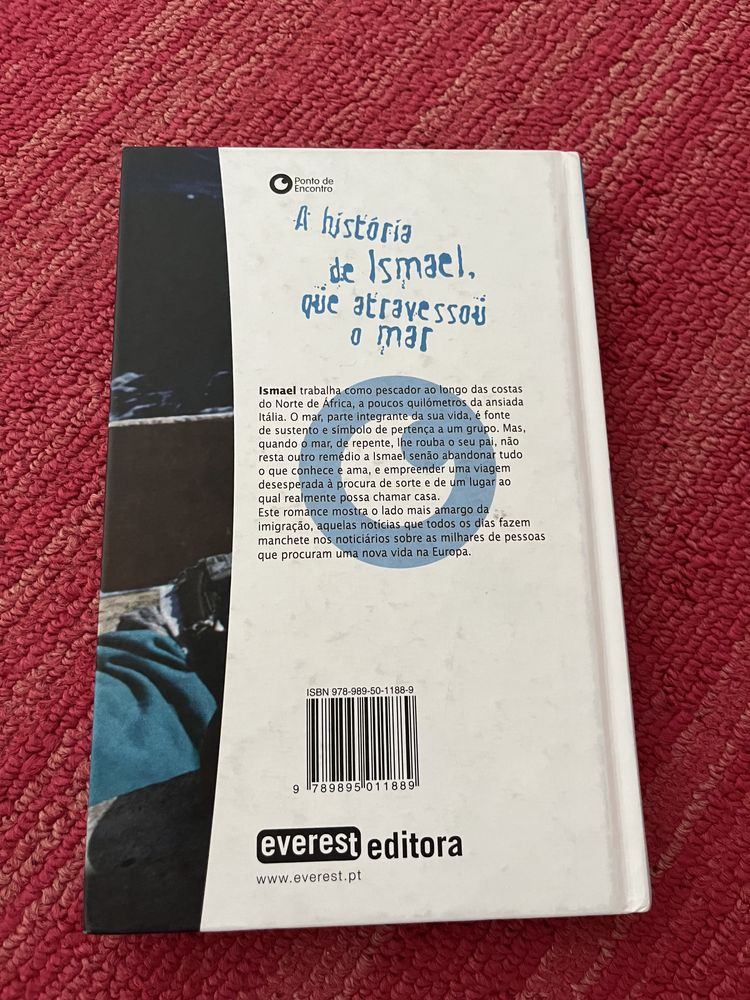 Ponto de
Encontro
A história
de Ismael,
que atravessou
o mar
Ismael trabalha como pescador ao longo das costas
do Norte de África, a poucos quilómetros da ansiada
Itália. O mar, parte integrante da sua vida, é fonte
de sustento e símbolo de pertença a um grupo. Mas,
quando o mar, de repente, lhe rouba o seu pai, não
resta outro remédio a Ismael senão abandonar tudo
o que conhece e ama, e empreender uma viagem
desesperada à procura de sorte e de um lugar ao
qual realmente possa chamar casa.
Este romance mostra o lado mais amargo da
imigração, aquelas notícias que todos os dias fazem
manchete nos noticiários sobre as milhares de pessoas
que procuram uma nova vida na Europa.
ISBN 978-989-50-1188-9
9 789895 011889
everest editora
www.everest.pt